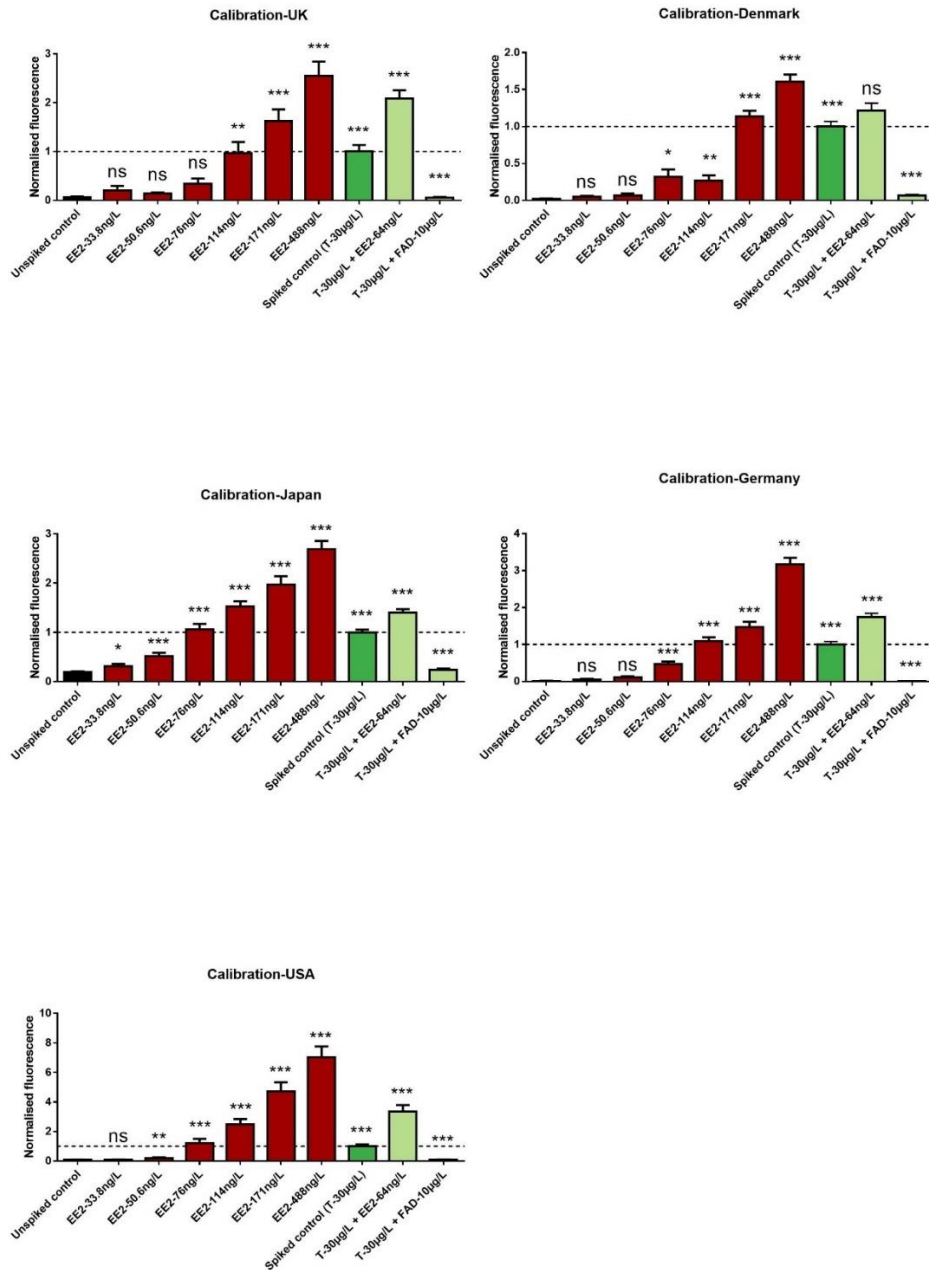 Calibration-UK
Normalised fluorescence
3
2
1
0
ns
ns
ns
**
***
***
***
***
***
Unspiked control
EE2-33.8ng/L
EE2-50.6ng/L
EE2-76ng/L
EE2-114ng/L
EE2-171ng/L
EE2-488ng/L
Spiked control (T-30µg/L)
T-30µg/L + EE2-64ng/L
T-30µg/L + FAD-10µg/L
Calibration-Denmark
Normalised fluorescence
2.0
1.5
1.0
0.5
0.0
ns
ns
*
**
***
***
***
ns
***
Unspiked control
EE2-33.8ng/L
EE2-50.6ng/L
EE2-76ng/L
EE2-114ng/L
EE2-171ng/L
EE2-488ng/L
Spiked control (T-30µg/L)
T-30µg/L + EE2-64ng/L
T-30µg/L + FAD-10µg/L
Calibration-Japan
Normalised fluorescence
3
2
1
0
*
***
***
***
***
***
***
***
***
Unspiked control
EE2-33.8ng/L
EE2-50.6ng/L
EE2-76ng/L
EE2-114ng/L
EE2-171ng/L
EE2-488ng/L
Spiked control (T-30µg/L)
T-30µg/L + EE2-64ng/L
T-30µg/L + FAD-10µg/L
Calibration-Germany
Normalised fluorescence
4
3
2
1
0
ns
ns
***
***
***
***
***
***
***
Unspiked control
EE2-33.8ng/L
EE2-50.6ng/L
EE2-76ng/L
EE2-114ng/L
EE2-171ng/L
EE2-488ng/L
Spiked control (T-30µg/L)
T-30µg/L + EE2-64ng/L
T-30µg/L + FAD-10µg/L
Calibration-USA
Normalised fluorescence
10
8
6
4
2
0
ns
**
***
***
***
***
***
***
***
Unspiked control
EE2-33.8ng/L
EE2-50.6ng/L
EE2-76ng/L
EE2-114ng/L
EE2-171ng/L
EE2-488ng/L
Spiked control (T-30µg/L)
T-30µg/L + EE2-64ng/L
T-30µg/L + FAD-10µg/L